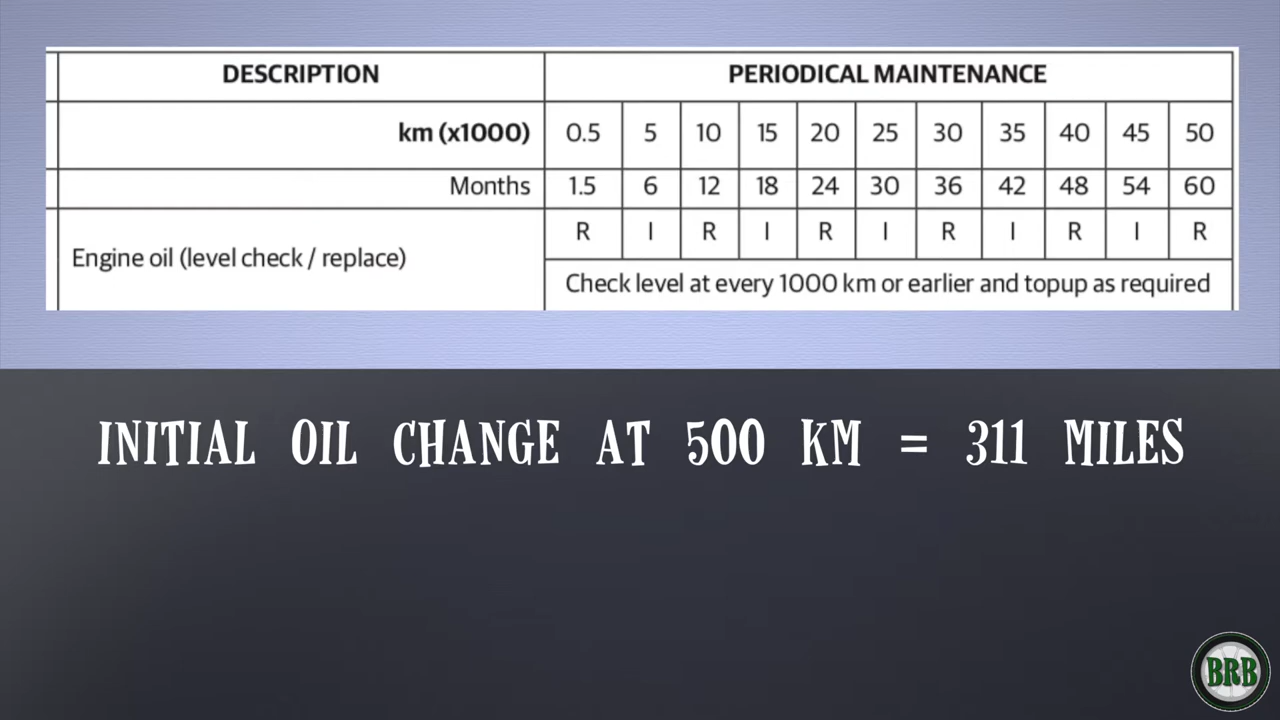 DESCRIPTION PERIODICAL MAINTENANCE
km (x1000) 0.5 5 10 15 20 25 30 35 40 45 50
Months 1.5 6 12 18 24 30 36 42 48 54 60
R I R I R I R I R I R
Engine oil (level check / replace)
Check level at every 1000 km or earlier and topup as required
INITIAL OIL CHANGE AT 500 KM = 311 MILES
BRB